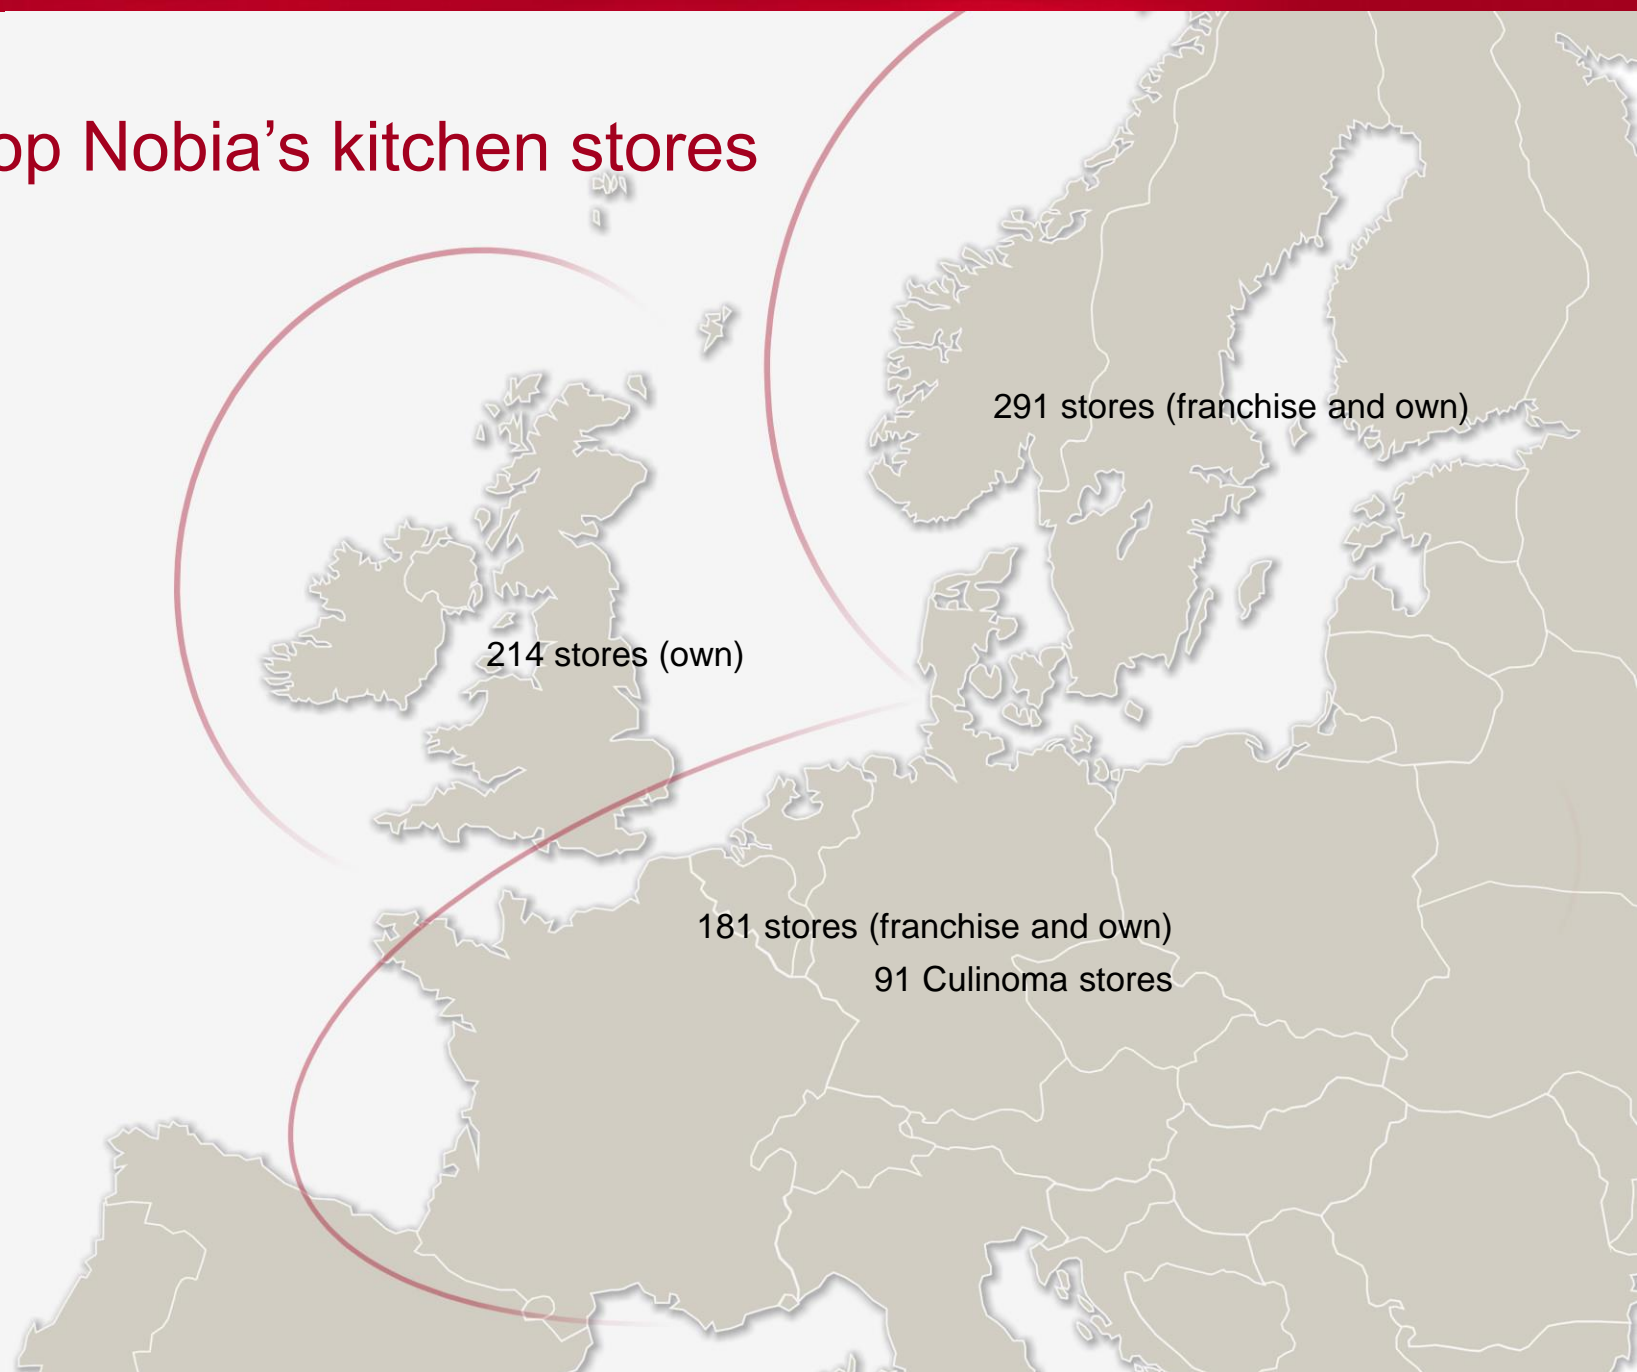 op Nobia's kitchen stores
291 stores (franchise and own)
214 stores (own)
181 stores (franchise and own)
91 Culinoma stores